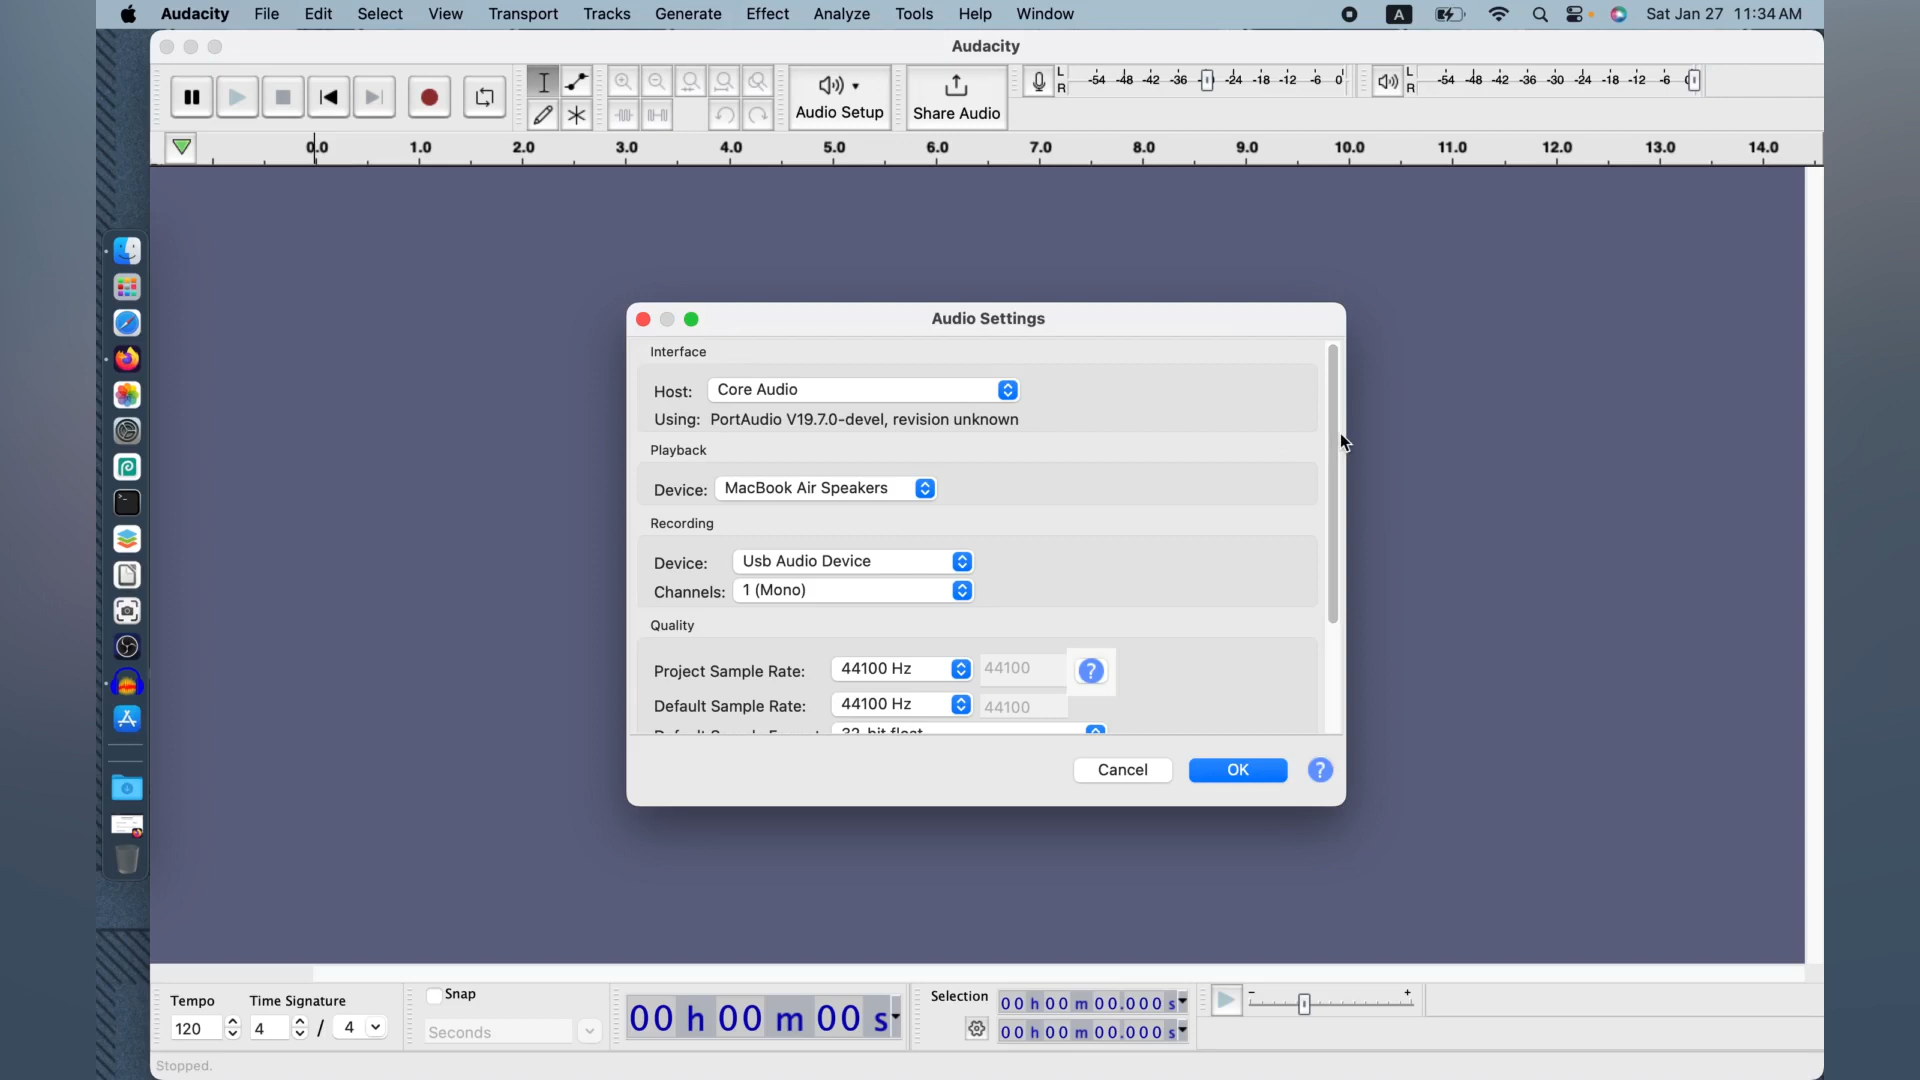 Audacity File Edit Select View Transport Tracks Generate Effect Analyze Tools Help Window A Sat Jan 27 11:34 AM
Audacity
L -54 -48 -42 -36 -24 -18 -12 -6 0 L -54 -48 -42 -36 -30 -24 -18 -12 -6
R R
Audio Setup Share Audio
0.0 1.0 2.0 3.0 4.0 5.0 6.0 7.0 8.0 9.0 10.0 11.0 12.0 13.0 14.0
Audio Settings
Interface
Host: Core Audio
Using: PortAudio V19.7.0-devel, revision unknown
Playback
Device: MacBook Air Speakers
Recording
Device: Usb Audio Device
Channels: 1 (Mono)
Quality
Project Sample Rate: 44100 Hz 44100 ?
Default Sample Rate: 44100 Hz 44100
32-bit float
Cancel OK ?
Tempo Time Signature Snap Selection 00 h 00 m 00.000 s - +
120 4 / 4 Seconds 00 h 00 m 00 s 00 h 00 m 00.000 s
Stopped.